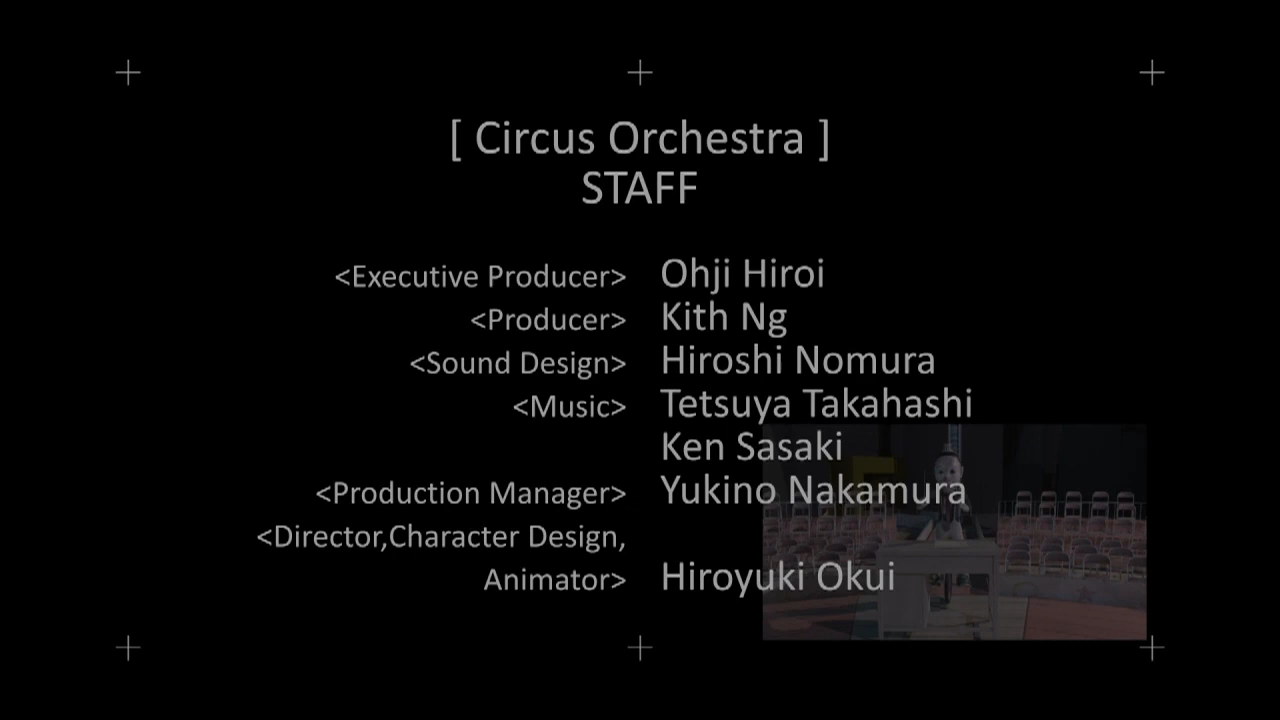 [ Circus Orchestra ]
STAFF
<Executive Producer> Ohji Hiroi
<Producer> Kith Ng
<Sound Design> Hiroshi Nomura
<Music> Tetsuya Takahashi
Ken Sasaki
<Production Manager> Yukino Nakamura
<Director,Character Design,
Animator> Hiroyuki Okui